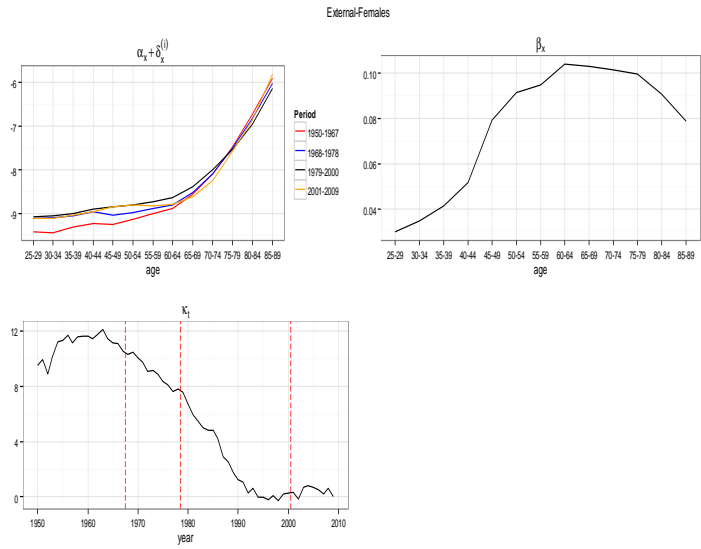 External-Females
αx + δx(i)
-6
-7
-8
-9
25-29 30-34 35-39 40-44 45-49 50-54 55-59 60-64 65-69 70-74 75-79 80-84 85-89
age
Period
1950-1967
1968-1978
1979-2000
2001-2009
βx
0.10
0.08
0.06
0.04
25-29 30-34 35-39 40-44 45-49 50-54 55-59 60-64 65-69 70-74 75-79 80-84 85-89
age
κt
12
8
4
0
1950 1960 1970 1980 1990 2000 2010
year